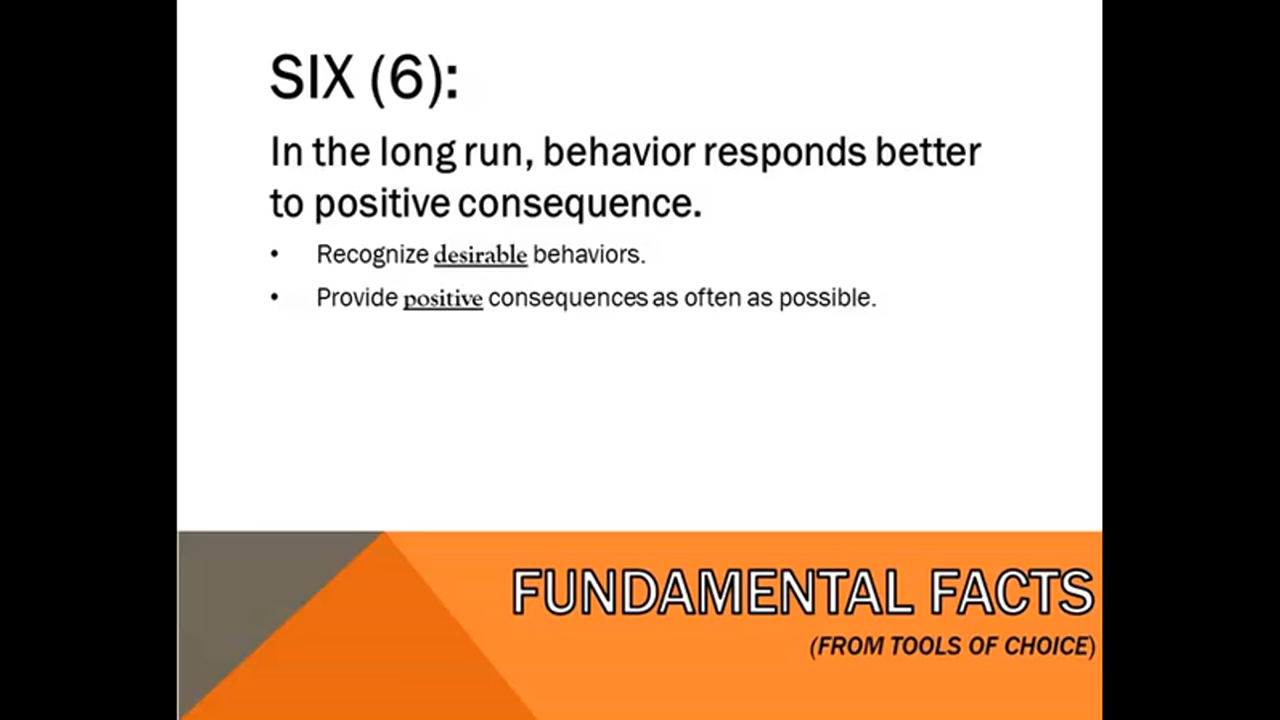 SIX (6):
In the long run, behavior responds better
to positive consequence.
• Recognize desirable behaviors.
• Provide positive consequences as often as possible.
FUNDAMENTAL FACTS
(FROM TOOLS OF CHOICE)